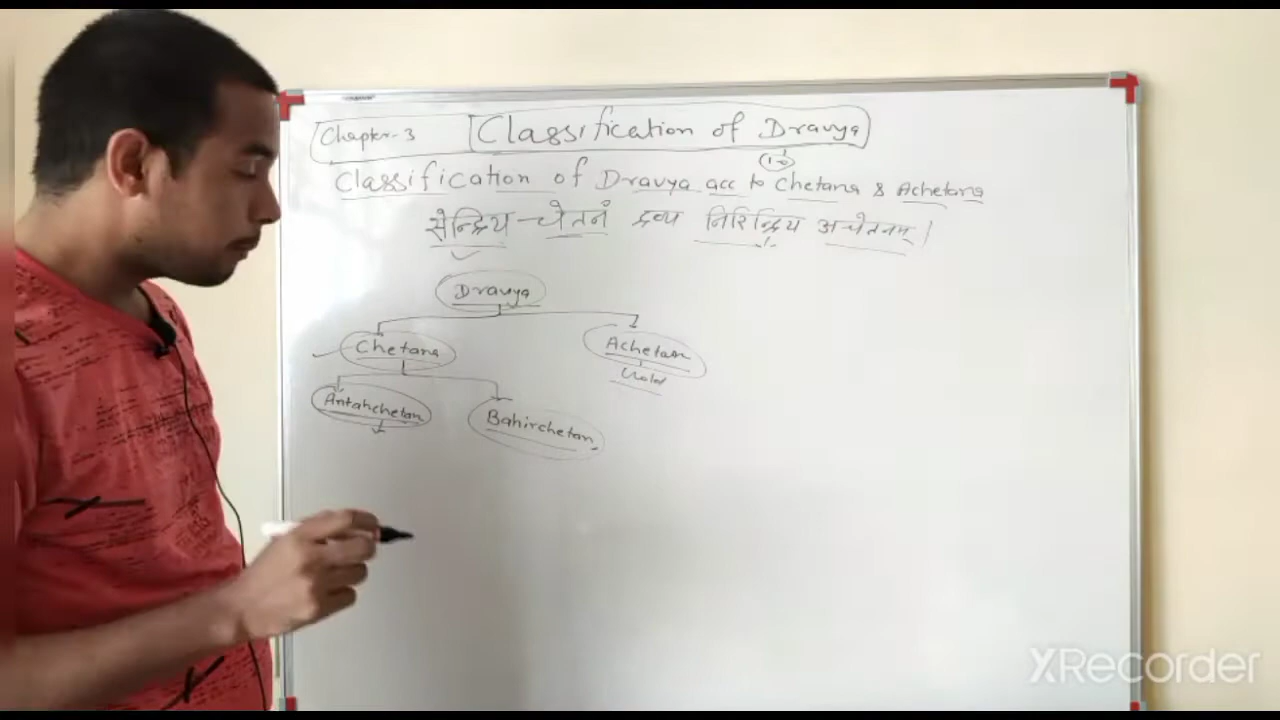 Chapter-3 Classification of Dravya
Classification of Dravya acc to Chetana & Achetana
सेन्द्रिय-चेतनं द्रव्य निरिन्द्रिय अचेतनम्।
Dravya
Chetana Achetan
Antahchetan Bahirchetan
XRecorder